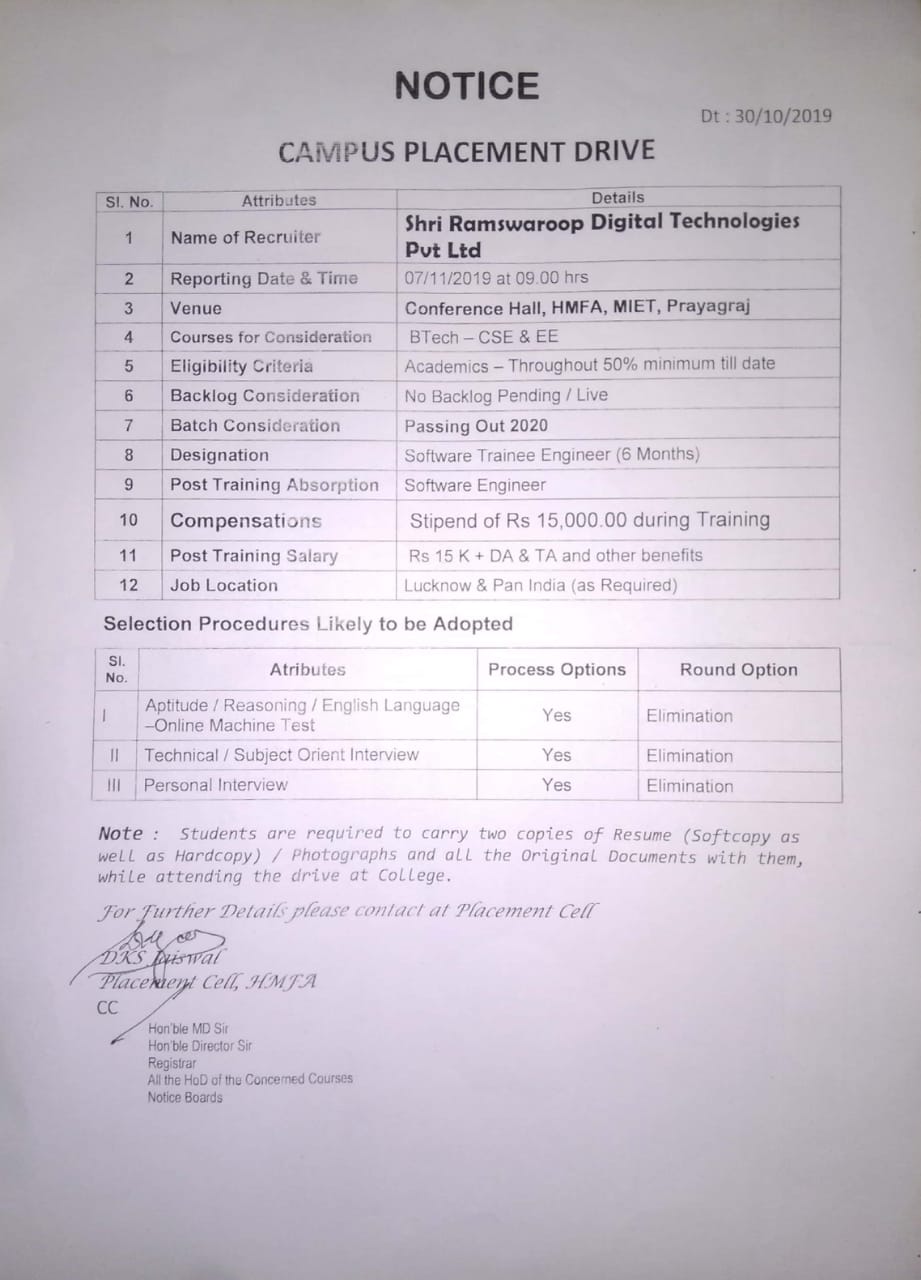 NOTICE
Dt : 30/10/2019
CAMPUS PLACEMENT DRIVE
Sl. No. Attributes Details
1 Name of Recruiter Shri Ramswaroop Digital Technologies
Pvt Ltd
2 Reporting Date & Time 07/11/2019 at 09.00 hrs
3 Venue Conference Hall, HMFA, MIET, Prayagraj
4 Courses for Consideration BTech – CSE & EE
5 Eligibility Criteria Academics – Throughout 50% minimum till date
6 Backlog Consideration No Backlog Pending / Live
7 Batch Consideration Passing Out 2020
8 Designation Software Trainee Engineer (6 Months)
9 Post Training Absorption Software Engineer
10 Compensations Stipend of Rs 15,000.00 during Training
11 Post Training Salary Rs 15 K + DA & TA and other benefits
12 Job Location Lucknow & Pan India (as Required)
Selection Procedures Likely to be Adopted
Sl.
No. Atributes Process Options Round Option
I Aptitude / Reasoning / English Language
–Online Machine Test Yes Elimination
II Technical / Subject Orient Interview Yes Elimination
III Personal Interview Yes Elimination
Note : Students are required to carry two copies of Resume (Softcopy as
well as Hardcopy) / Photographs and all the Original Documents with them,
while attending the drive at College.
For Further Details please contact at Placement Cell
DKS Jaiswal
Placement Cell, HMFA
CC
Hon'ble MD Sir
Hon'ble Director Sir
Registrar
All the HoD of the Concerned Courses
Notice Boards